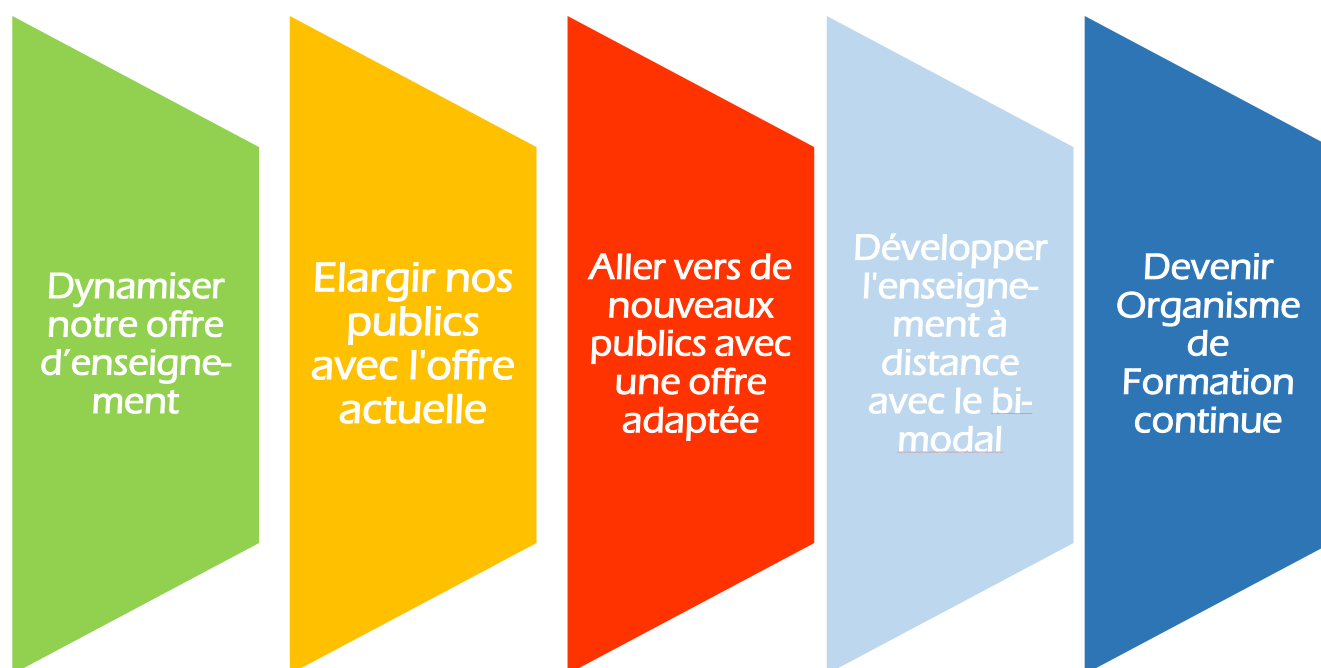 Dynamiser
notre offre
d’enseigne-
ment
Elargir nos
publics
avec l'offre
actuelle
Aller vers de
nouveaux
publics avec
une offre
adaptée
Développer
l'enseigne-
ment à
distance
avec le bi-
modal
Devenir
Organisme
de
Formation
continue